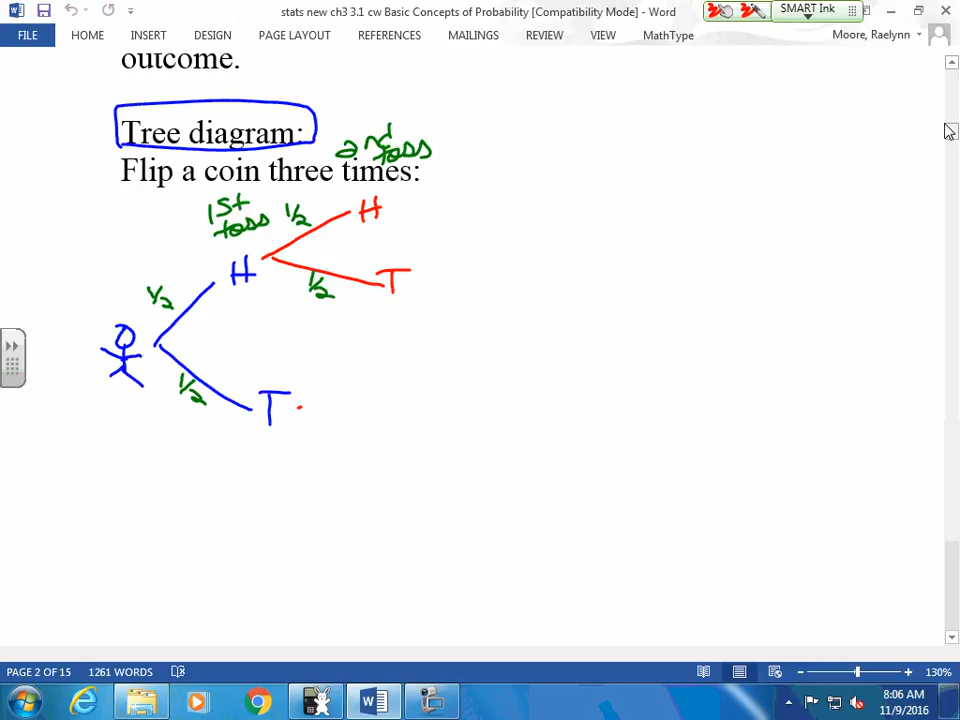 stats new ch3 3.1 cw Basic Concepts of Probability [Compatibility Mode] - Word
SMART Ink
FILE HOME INSERT DESIGN PAGE LAYOUT REFERENCES MAILINGS REVIEW VIEW MathType Moore, Raelynn
outcome.
Tree diagram:
2nd toss
Flip a coin three times:
1st toss
1/2
H
H
1/2
T
1/2
1/2
T
PAGE 2 OF 15 1261 WORDS 130%
8:06 AM
11/9/2016